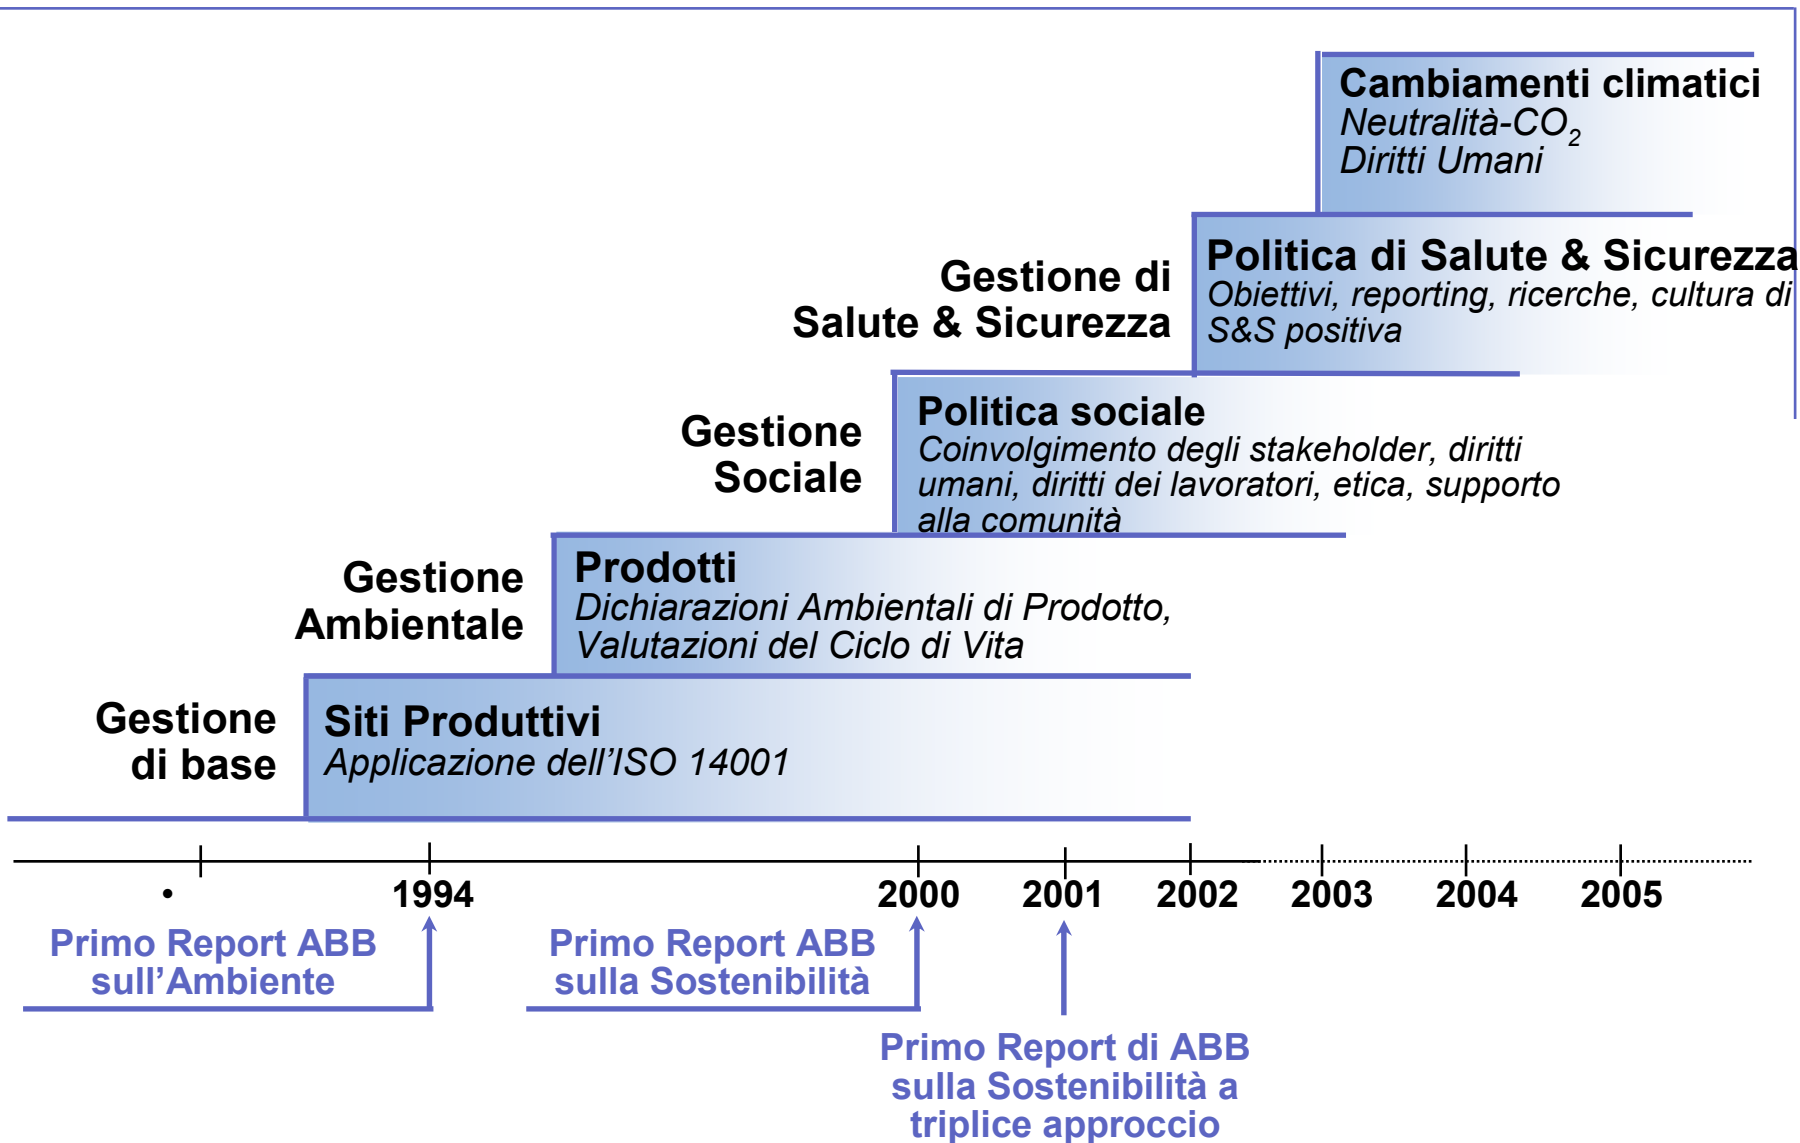 Cambiamenti climatici
Neutralità-CO₂
Diritti Umani
Gestione di
Salute & Sicurezza
Politica di Salute & Sicurezza
Obiettivi, reporting, ricerche, cultura di
S&S positiva
Gestione
Sociale
Politica sociale
Coinvolgimento degli stakeholder, diritti
umani, diritti dei lavoratori, etica, supporto
alla comunità
Gestione
Ambientale
Prodotti
Dichiarazioni Ambientali di Prodotto,
Valutazioni del Ciclo di Vita
Gestione
di base
Siti Produttivi
Applicazione dell’ISO 14001
• 1994 2000 2001 2002 2003 2004 2005
Primo Report ABB
sull’Ambiente
Primo Report ABB
sulla Sostenibilità
Primo Report di ABB
sulla Sostenibilità a
triplice approccio